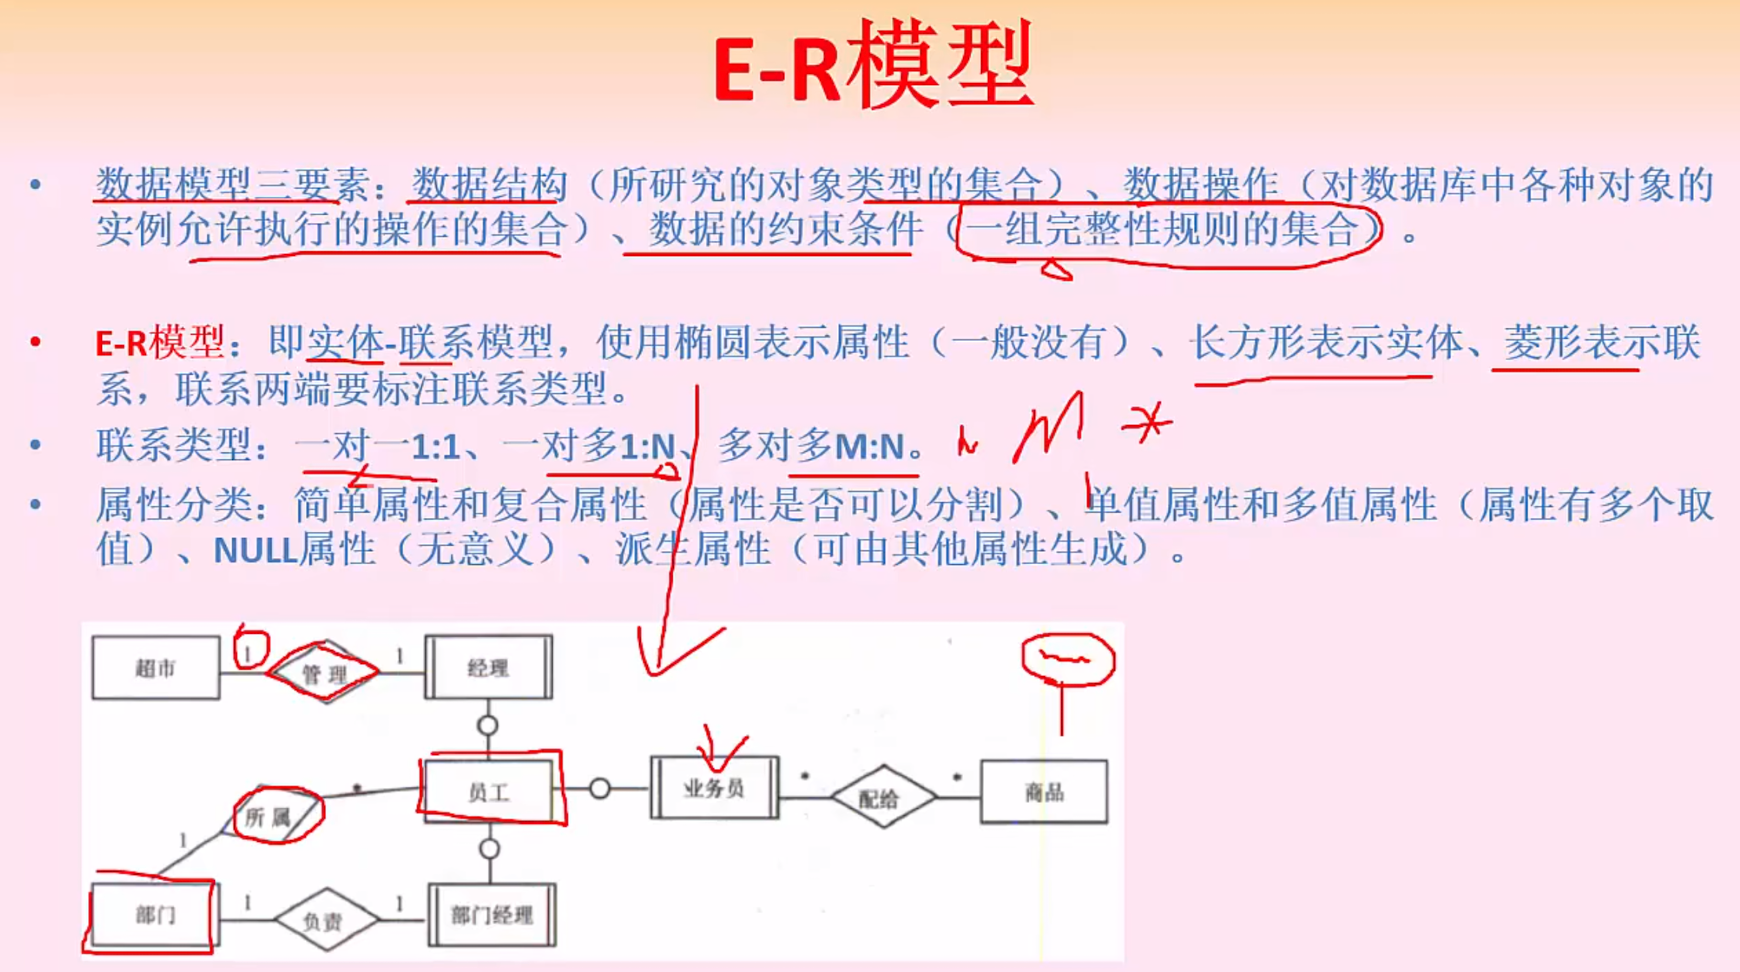 E-R模型
• 数据模型三要素：数据结构（所研究的对象类型的集合）、数据操作（对数据库中各种对象的
实例允许执行的操作的集合）、数据的约束条件（一组完整性规则的集合）。
• E-R模型：即实体-联系模型，使用椭圆表示属性（一般没有）、长方形表示实体、菱形表示联
系，联系两端要标注联系类型。
• 联系类型：一对一1:1、一对多1:N、多对多M:N。 n M *
• 属性分类：简单属性和复合属性（属性是否可以分割）、单值属性和多值属性（属性有多个取
值）、NULL属性（无意义）、派生属性（可由其他属性生成）。
超市 1 管理 1 经理
员工 业务员 * 配给 * 商品
1 所属 *
部门 1 负责 1 部门经理